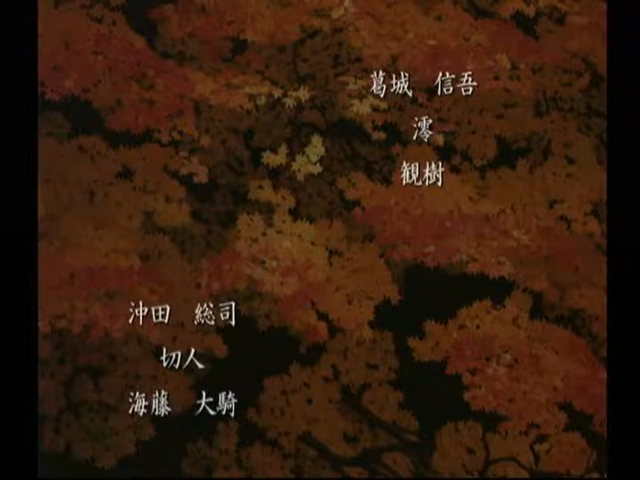 葛城　信吾
澪
観樹
沖田　総司
切人
海藤　大騎